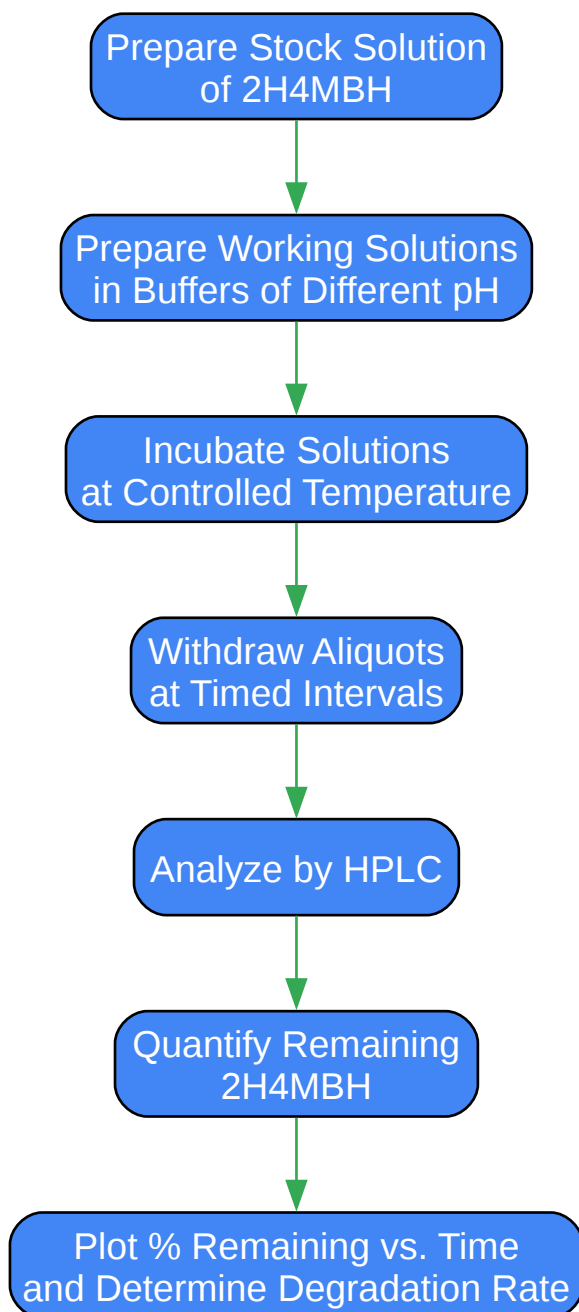 Prepare Stock Solution
of 2H4MBH
Prepare Working Solutions
in Buffers of Different pH
Incubate Solutions
at Controlled Temperature
Withdraw Aliquots
at Timed Intervals
Analyze by HPLC
Quantify Remaining
2H4MBH
Plot % Remaining vs. Time
and Determine Degradation Rate